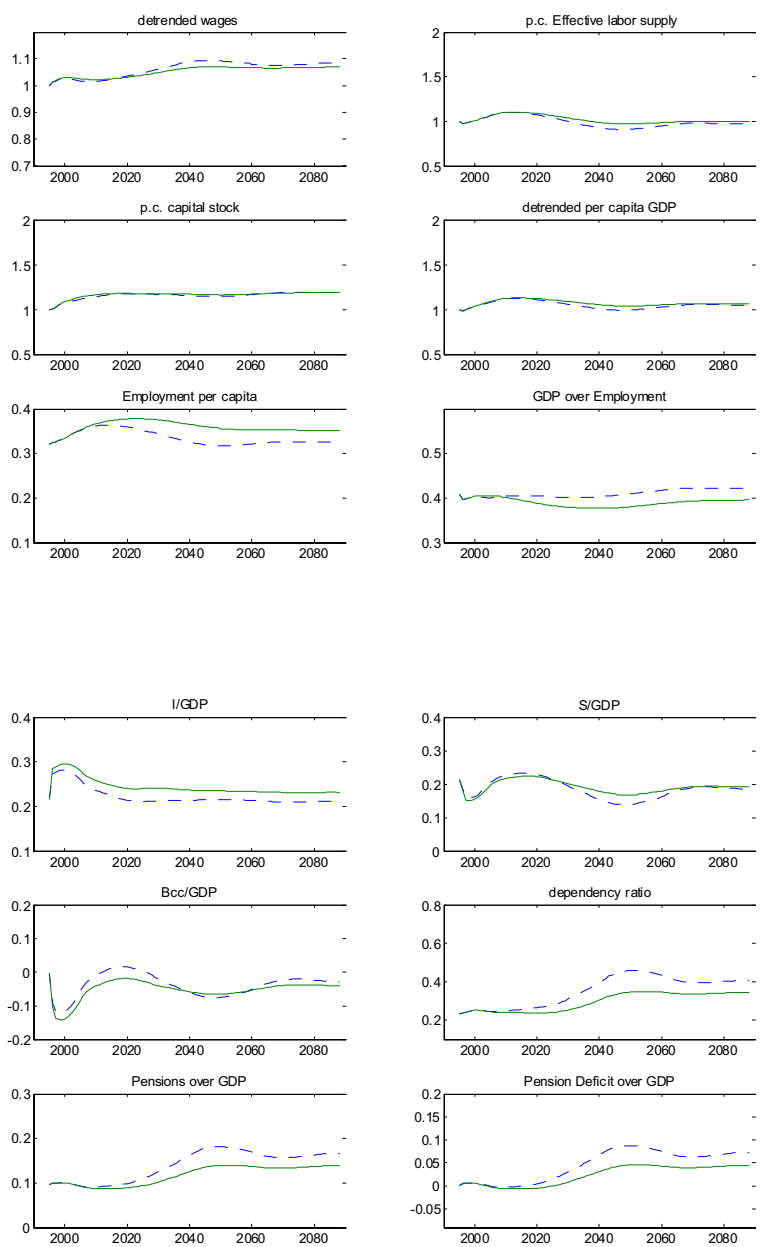 detrended wages
1.1
1
0.9
0.8
0.7
2000 2020 2040 2060 2080
p.c. Effective labor supply
2
1.5
1
0.5
2000 2020 2040 2060 2080
p.c. capital stock
2
1.5
1
0.5
2000 2020 2040 2060 2080
detrended per capita GDP
2
1.5
1
0.5
2000 2020 2040 2060 2080
Employment per capita
0.4
0.3
0.2
0.1
2000 2020 2040 2060 2080
GDP over Employment
0.5
0.4
0.3
2000 2020 2040 2060 2080
I/GDP
0.4
0.3
0.2
0.1
2000 2020 2040 2060 2080
S/GDP
0.4
0.3
0.2
0.1
0
2000 2020 2040 2060 2080
Bcc/GDP
0.2
0.1
0
-0.1
-0.2
2000 2020 2040 2060 2080
dependency ratio
0.8
0.6
0.4
0.2
2000 2020 2040 2060 2080
Pensions over GDP
0.3
0.2
0.1
0
2000 2020 2040 2060 2080
Pension Deficit over GDP
0.2
0.15
0.1
0.05
0
-0.05
2000 2020 2040 2060 2080